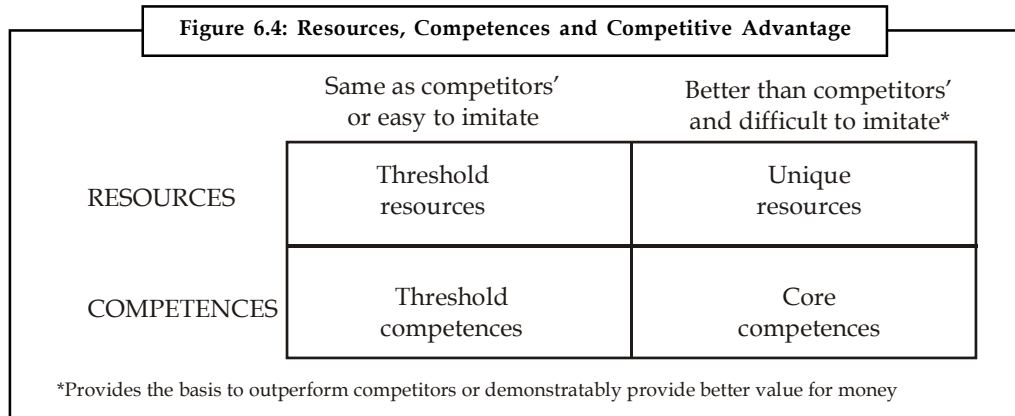 Figure 6.4: Resources, Competences and Competitive Advantage
Same as competitors’
or easy to imitate
Better than competitors’
and difficult to imitate*
RESOURCES
Threshold
resources
Unique
resources
COMPETENCES
Threshold
competences
Core
competences
*Provides the basis to outperform competitors or demonstratably provide better value for money